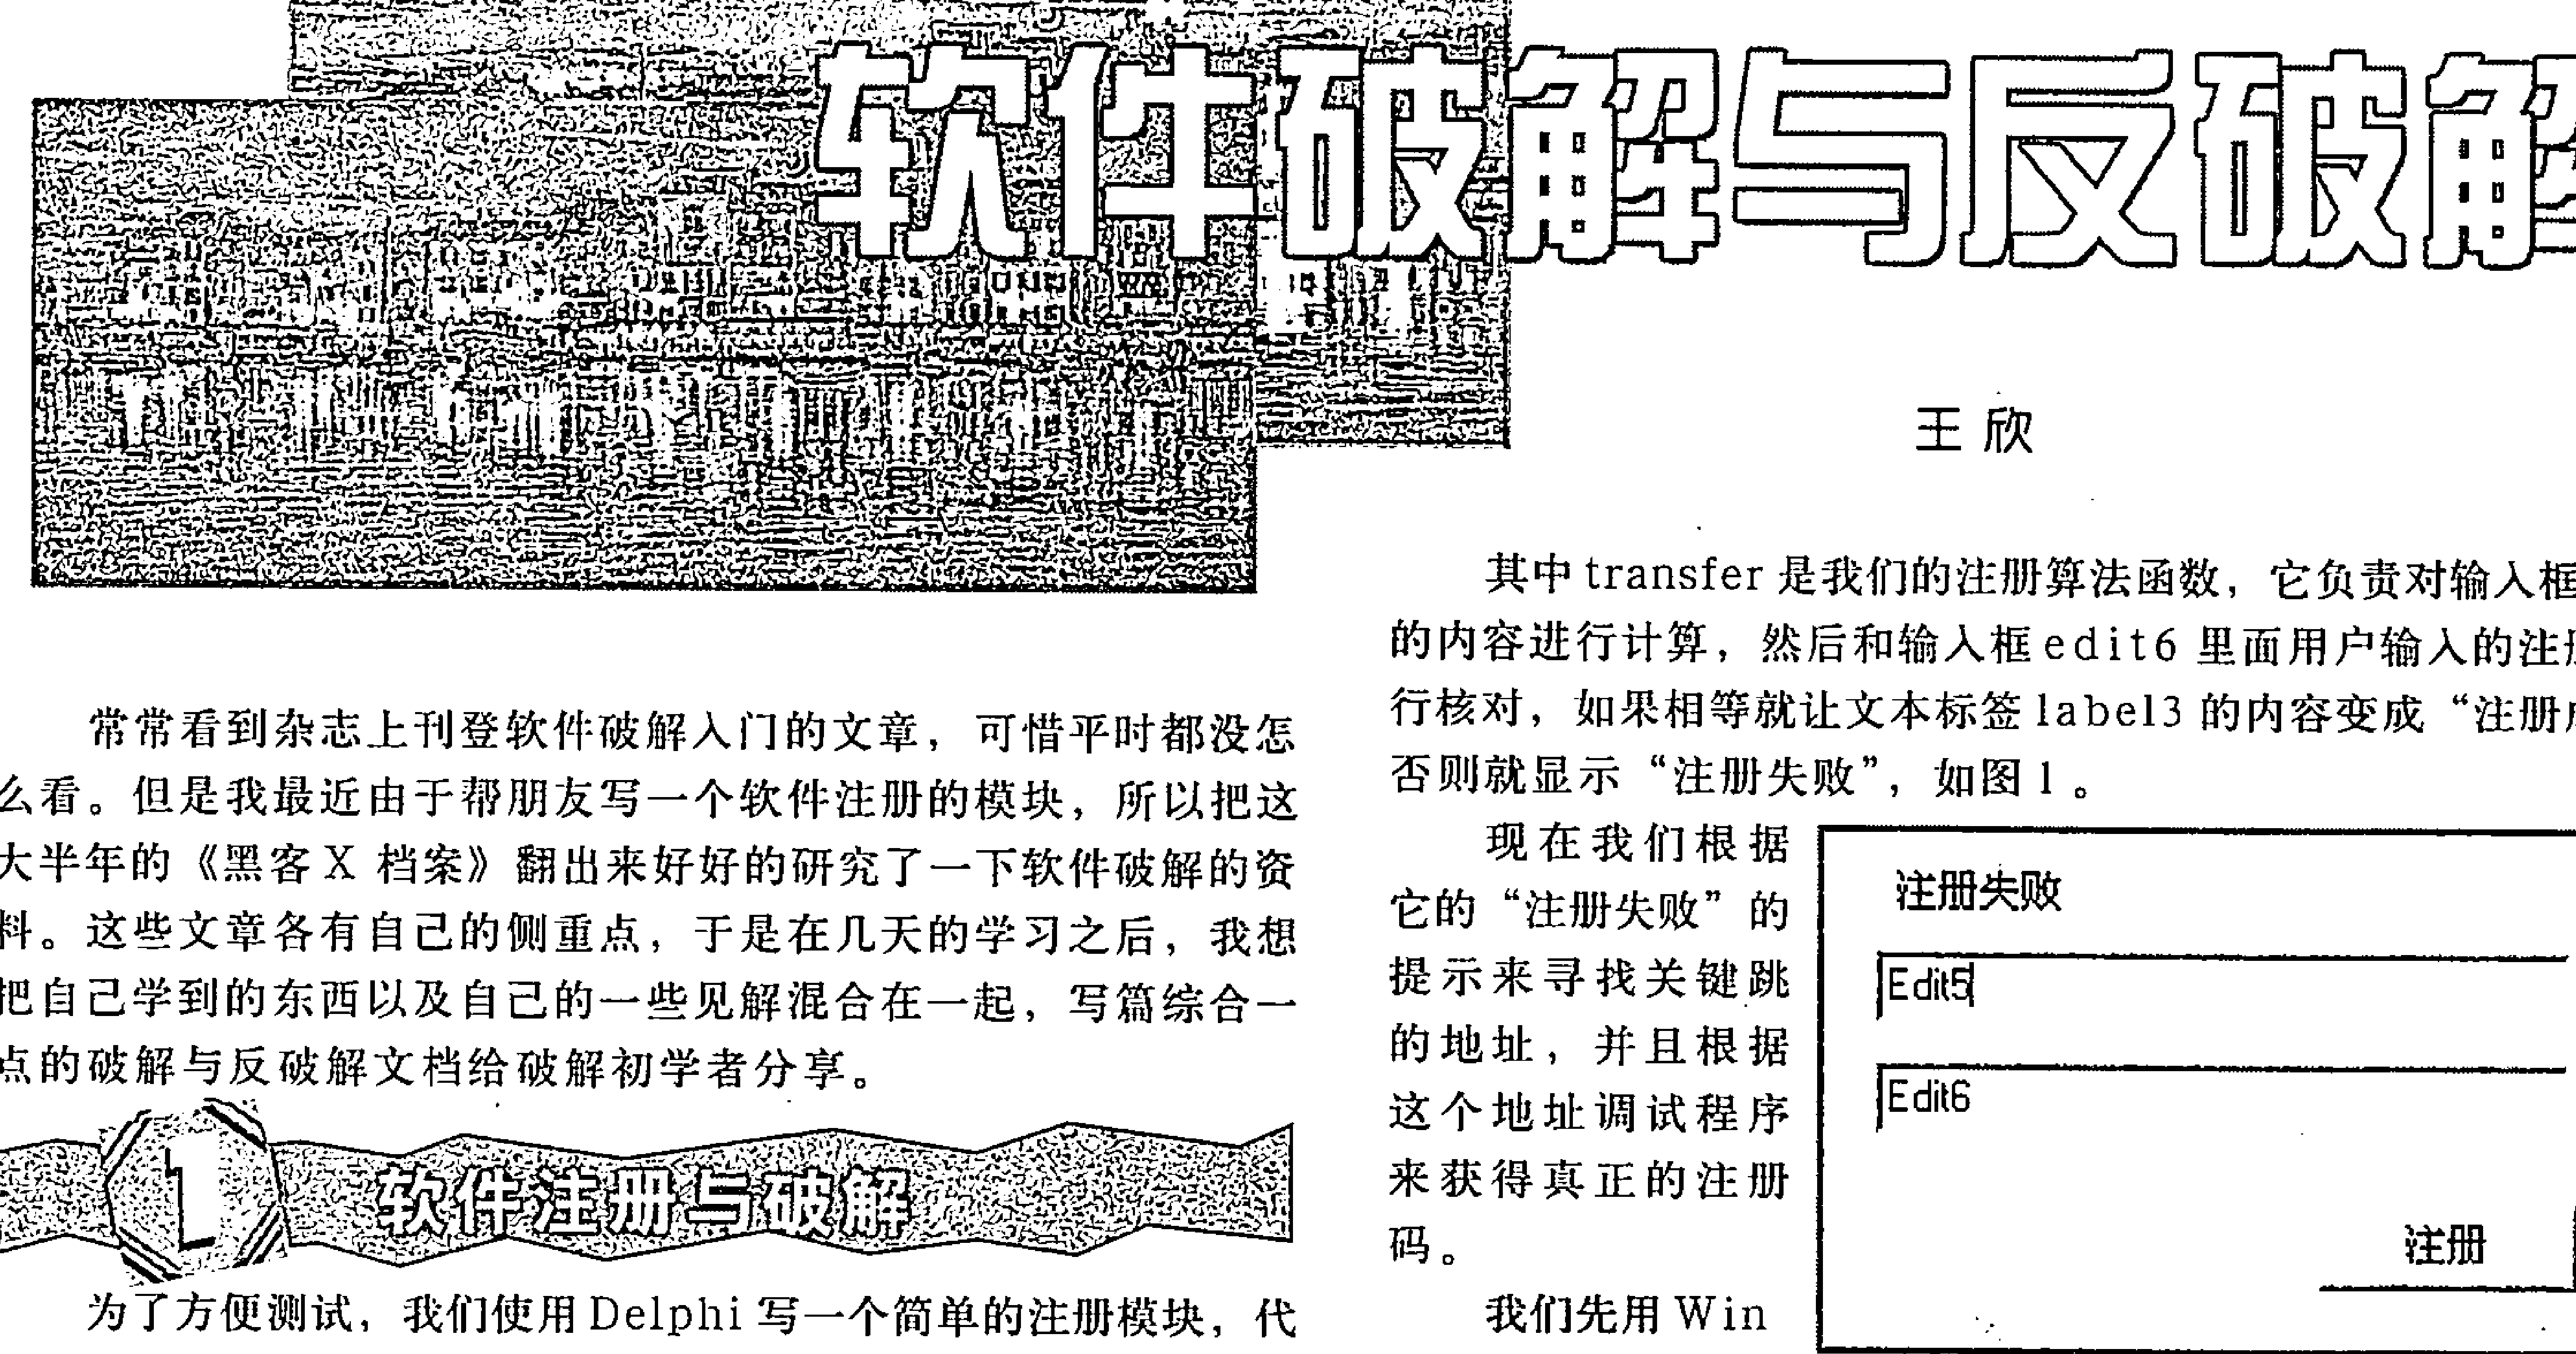 软件破解与反破解
王欣
常常看到杂志上刊登软件破解入门的文章，可惜平时都没怎
么看。但是我最近由于帮朋友写一个软件注册的模块，所以把这
大半年的《黑客X档案》翻出来好好的研究了一下软件破解的资
料。这些文章各有自己的侧重点，于是在几天的学习之后，我想
把自己学到的东西以及自己的一些见解混合在一起，写篇综合一
点的破解与反破解文档给破解初学者分享。
1 软件注册与破解
为了方便测试，我们使用Delphi写一个简单的注册模块，代
其中transfer是我们的注册算法函数，它负责对输入框
的内容进行计算，然后和输入框edit6里面用户输入的注册
行核对，如果相等就让文本标签label3的内容变成“注册成
否则就显示“注册失败”，如图1。
现在我们根据
它的“注册失败”的
提示来寻找关键跳
的地址，并且根据
这个地址调试程序
来获得真正的注册
码。
我们先用Win
注册失败
Edit5
Edit6
注册